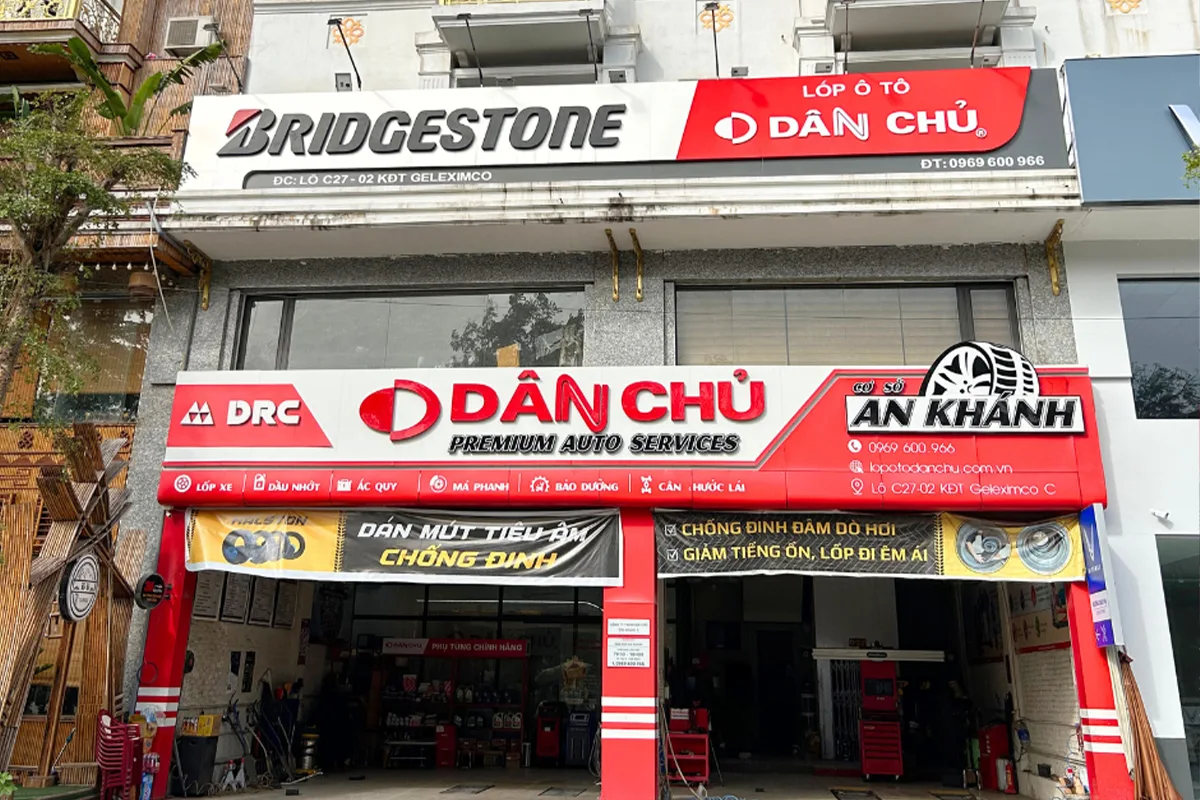 BRIDGESTONE
LỐP Ô TÔ
DÂN CHỦ®
ĐC: LÔ C27 - 02 KĐT GELEXIMCO
ĐT: 0969 600 966
DRC
DÂN CHỦ
PREMIUM AUTO SERVICES
CƠ SỞ
AN KHÁNH
0969 600 966
lopotodanchu.com.vn
Lô C27-02 KĐT Geleximco C
LỐP XE
DẦU NHỚT
ẮC QUY
MÁ PHANH
BẢO DƯỠNG
CÂN HƯỚC LÁI
DÁN MÚT TIÊU ÂM
CHỐNG ĐINH
CHỐNG ĐINH ĐÂM DÒ HƠI
GIẢM TIẾNG ỒN, LỐP ĐI ÊM ÁI
DÂN CHỦ
PHỤ TÙNG CHÍNH HÃNG